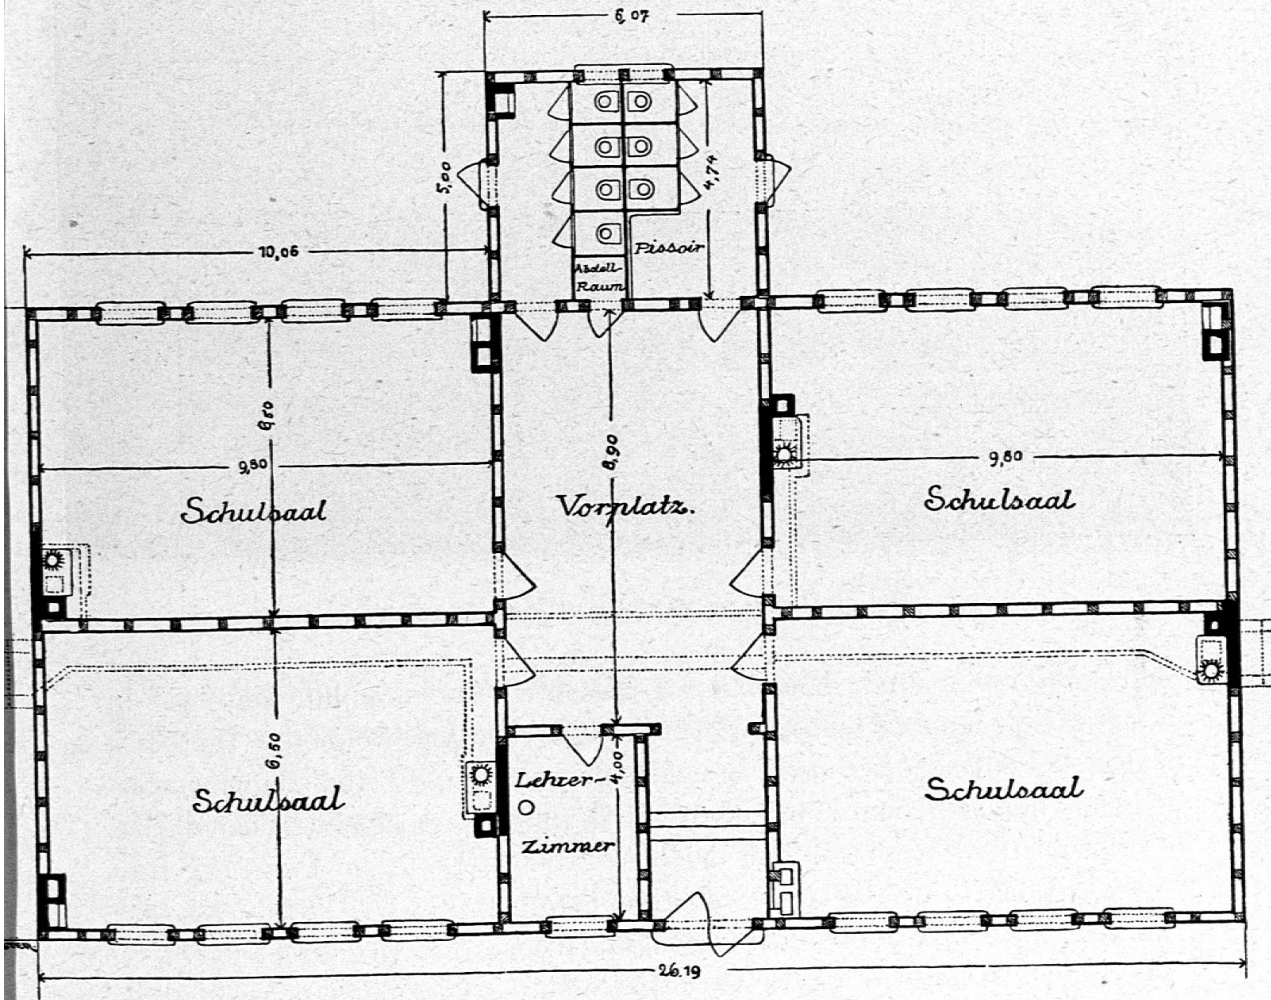 6,07
5,00
4,74
10,06
Pissoir
Abstell-
Raum
6,50
8,90
9,80
9,80
Schulsaal
Vorplatz.
Schulsaal
6,50
4,00
Lehrer-
Zimmer
Schulsaal
Schulsaal
26.19